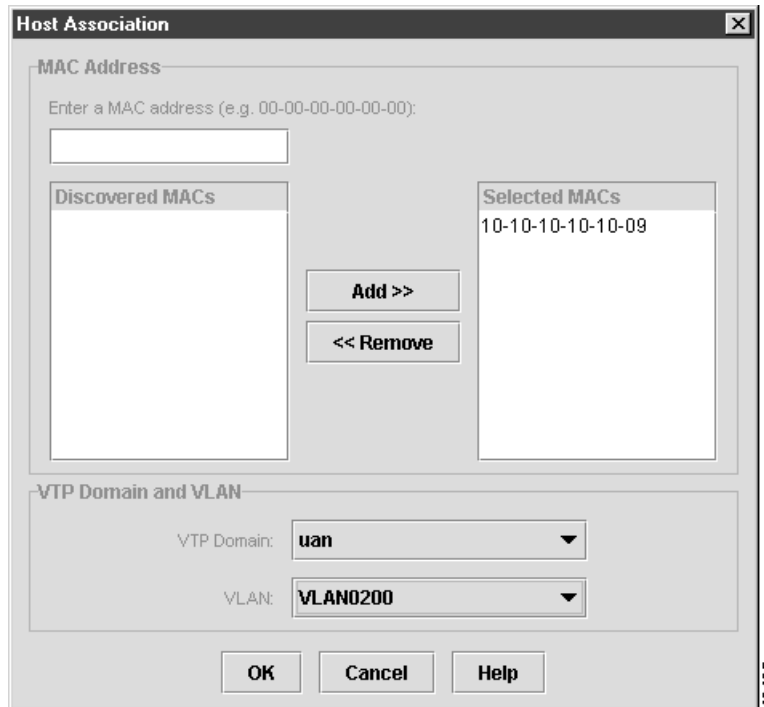 Host Association
MAC Address
Enter a MAC address (e.g. 00-00-00-00-00-00):
Discovered MACs
Selected MACs
10-10-10-10-10-09
Add >>
<< Remove
VTP Domain and VLAN
VTP Domain: uan
VLAN: VLAN0200
OK Cancel Help